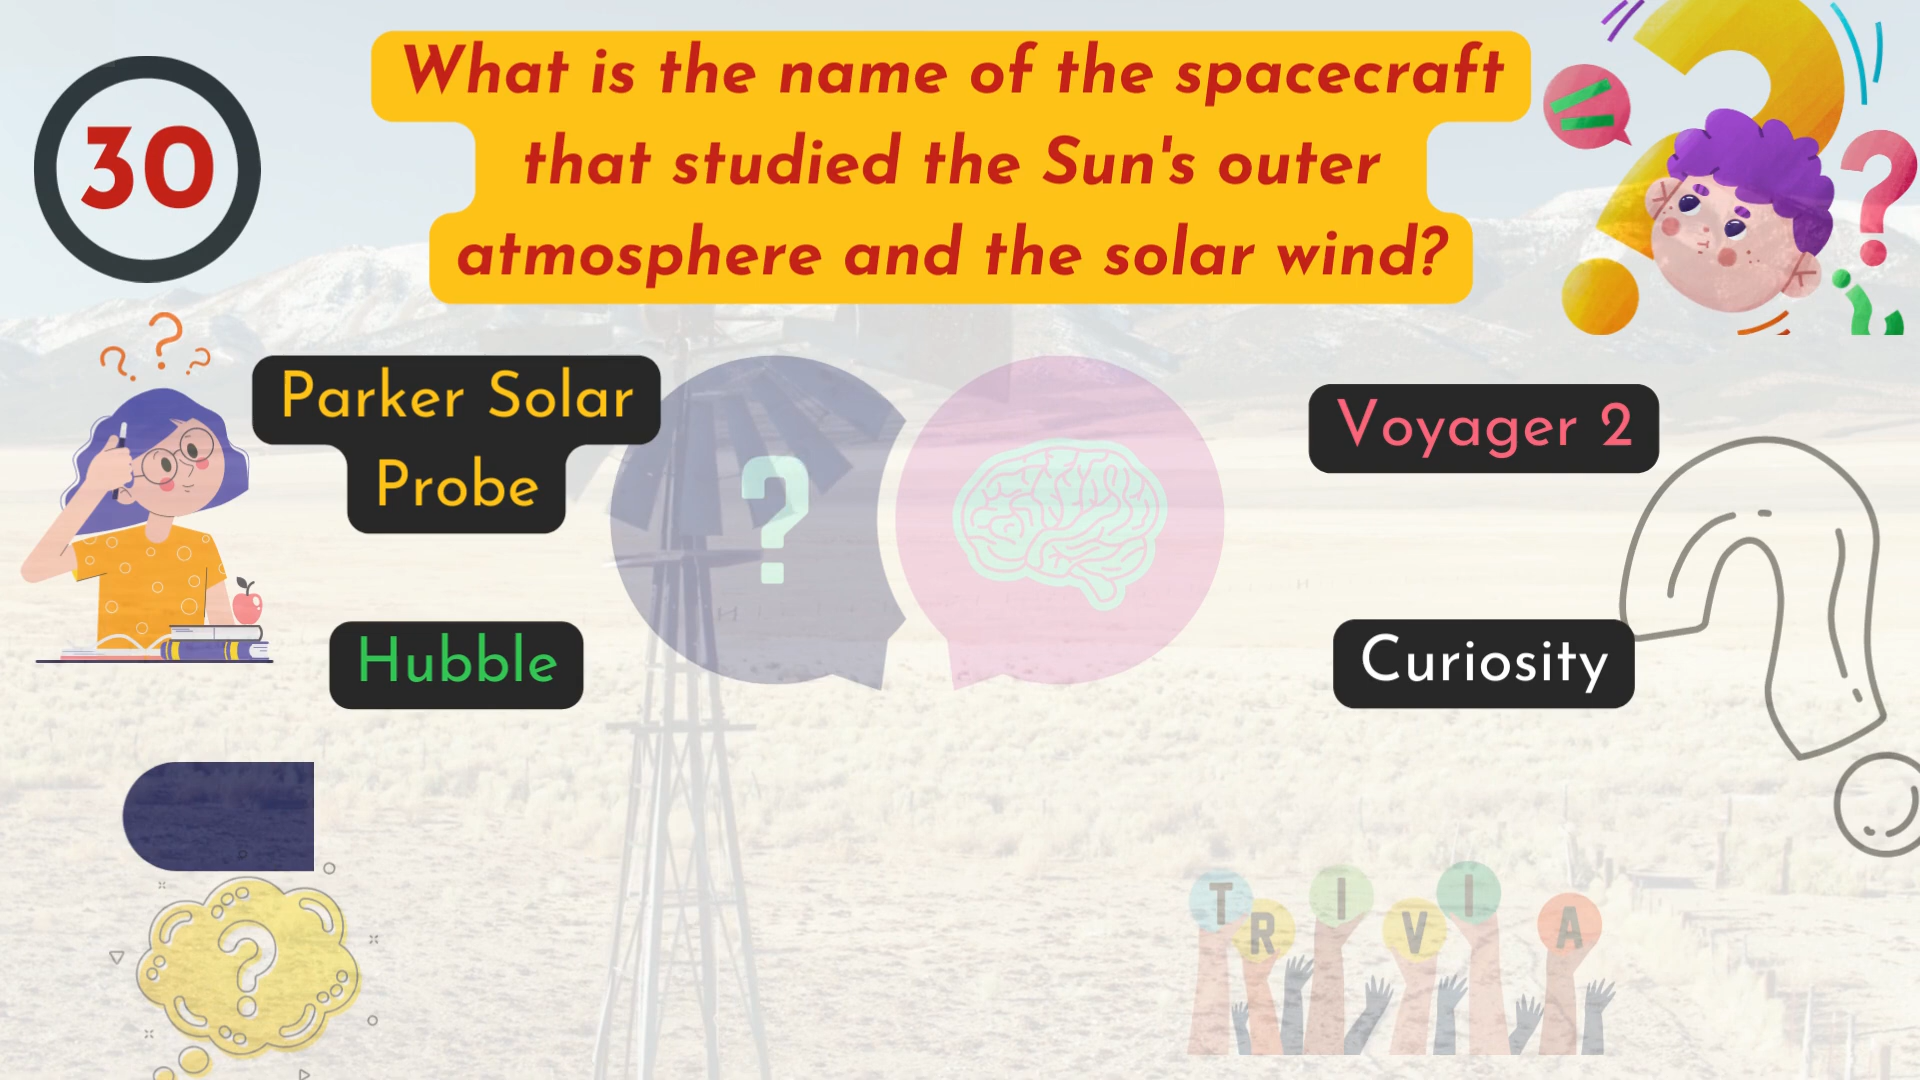 30
What is the name of the spacecraft
that studied the Sun's outer
atmosphere and the solar wind?
Parker Solar
Probe
Voyager 2
Hubble
Curiosity
TRIVIA